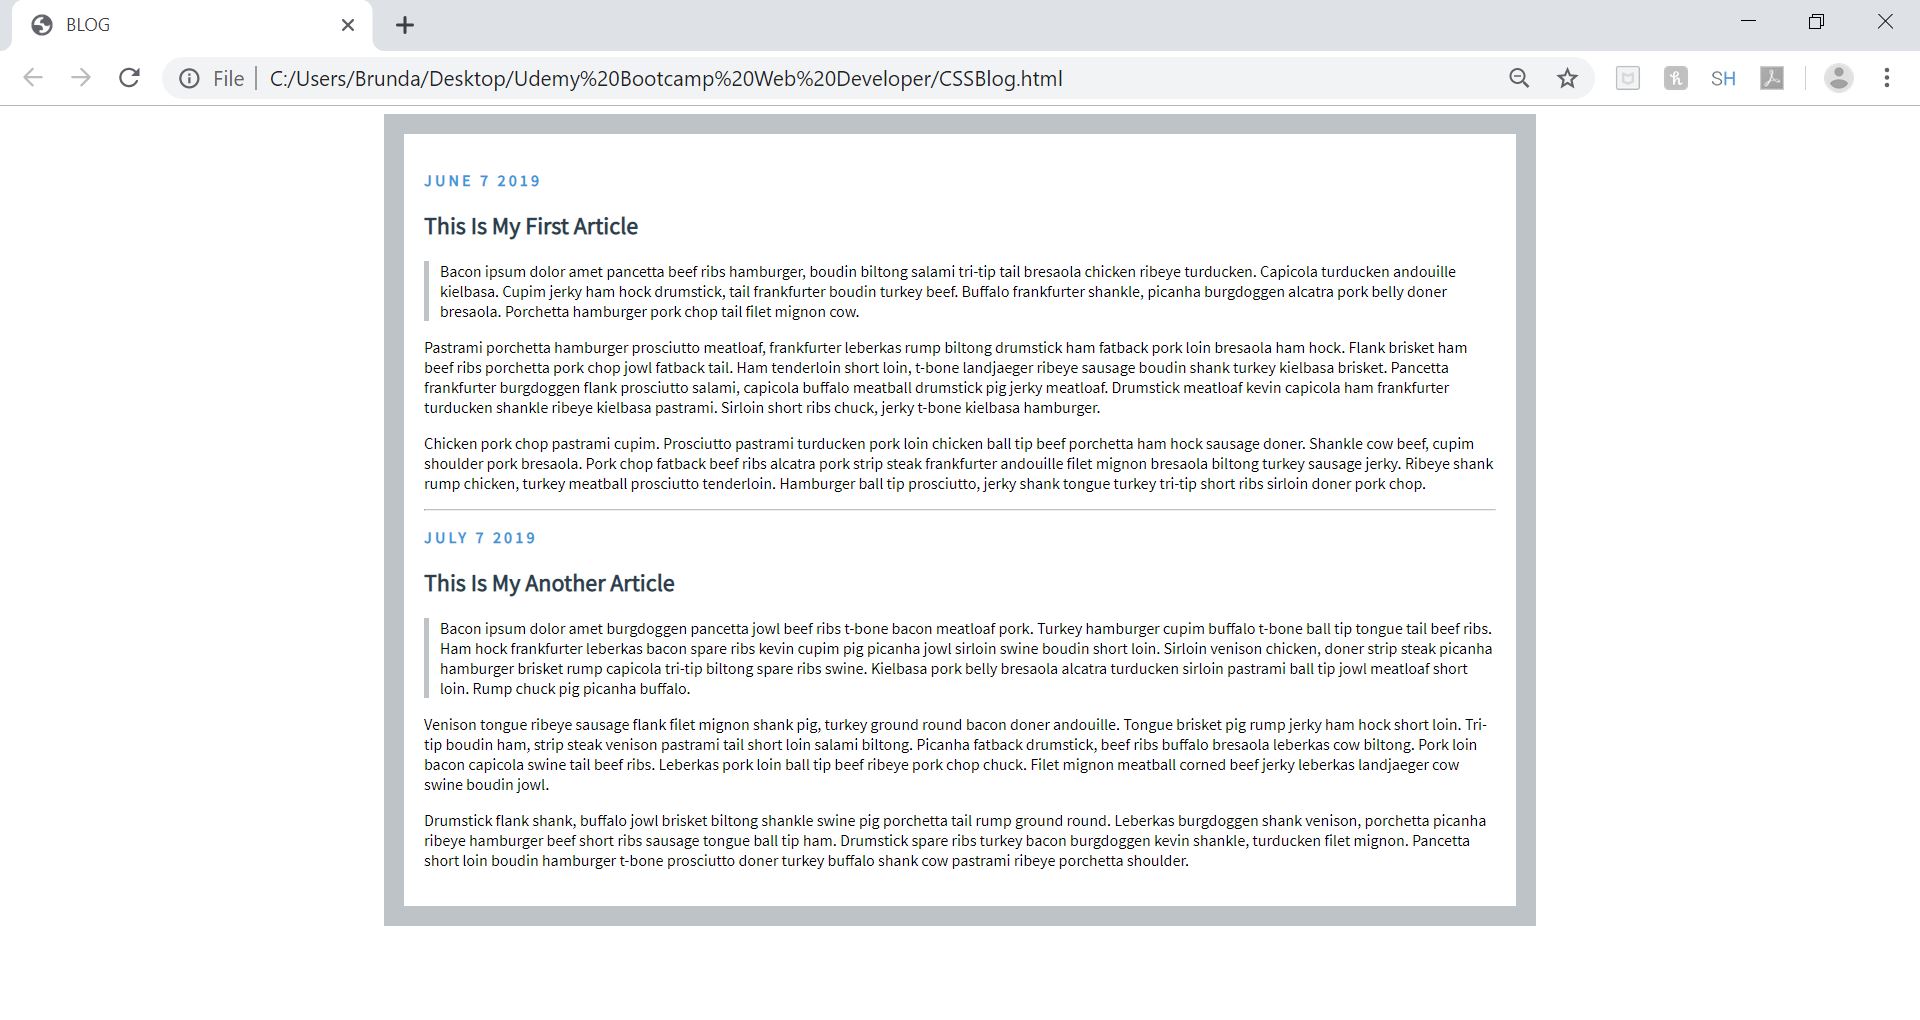 BLOG
File
C:/Users/Brunda/Desktop/Udemy%20Bootcamp%20Web%20Developer/CSSBlog.html
SH
JUNE 7 2019
This Is My First Article
Bacon ipsum dolor amet pancetta beef ribs hamburger, boudin biltong salami tri-tip tail bresaola chicken ribeye turducken. Capicola turducken andouille
kielbasa. Cupim jerky ham hock drumstick, tail frankfurter boudin turkey beef. Buffalo frankfurter shankle, picanha burgdoggen alcatra pork belly doner
bresaola. Porchetta hamburger pork chop tail filet mignon cow.
Pastrami porchetta hamburger prosciutto meatloaf, frankfurter leberkas rump biltong drumstick ham fatback pork loin bresaola ham hock. Flank brisket ham
beef ribs porchetta pork chop jowl fatback tail. Ham tenderloin short loin, t-bone landjaeger ribeye sausage boudin shank turkey kielbasa brisket. Pancetta
frankfurter burgdoggen flank prosciutto salami, capicola buffalo meatball drumstick pig jerky meatloaf. Drumstick meatloaf kevin capicola ham frankfurter
turducken shankle ribeye kielbasa pastrami. Sirloin short ribs chuck, jerky t-bone kielbasa hamburger.
Chicken pork chop pastrami cupim. Prosciutto pastrami turducken pork loin chicken ball tip beef porchetta ham hock sausage doner. Shankle cow beef, cupim
shoulder pork bresaola. Pork chop fatback beef ribs alcatra pork strip steak frankfurter andouille filet mignon bresaola biltong turkey sausage jerky. Ribeye shank
rump chicken, turkey meatball prosciutto tenderloin. Hamburger ball tip prosciutto, jerky shank tongue turkey tri-tip short ribs sirloin doner pork chop.
JULY 7 2019
This Is My Another Article
Bacon ipsum dolor amet burgdoggen pancetta jowl beef ribs t-bone bacon meatloaf pork. Turkey hamburger cupim buffalo t-bone ball tip tongue tail beef ribs.
Ham hock frankfurter leberkas bacon spare ribs kevin cupim pig picanha jowl sirloin swine boudin short loin. Sirloin venison chicken, doner strip steak picanha
hamburger brisket rump capicola tri-tip biltong spare ribs swine. Kielbasa pork belly bresaola alcatra turducken sirloin pastrami ball tip jowl meatloaf short
loin. Rump chuck pig picanha buffalo.
Venison tongue ribeye sausage flank filet mignon shank pig, turkey ground round bacon doner andouille. Tongue brisket pig rump jerky ham hock short loin. Tri-
tip boudin ham, strip steak venison pastrami tail short loin salami biltong. Picanha fatback drumstick, beef ribs buffalo bresaola leberkas cow biltong. Pork loin
bacon capicola swine tail beef ribs. Leberkas pork loin ball tip beef ribeye pork chop chuck. Filet mignon meatball corned beef jerky leberkas landjaeger cow
swine boudin jowl.
Drumstick flank shank, buffalo jowl brisket biltong shankle swine pig porchetta tail rump ground round. Leberkas burgdoggen shank venison, porchetta picanha
ribeye hamburger beef short ribs sausage tongue ball tip ham. Drumstick spare ribs turkey bacon burgdoggen kevin shankle, turducken filet mignon. Pancetta
short loin boudin hamburger t-bone prosciutto doner turkey buffalo shank cow pastrami ribeye porchetta shoulder.